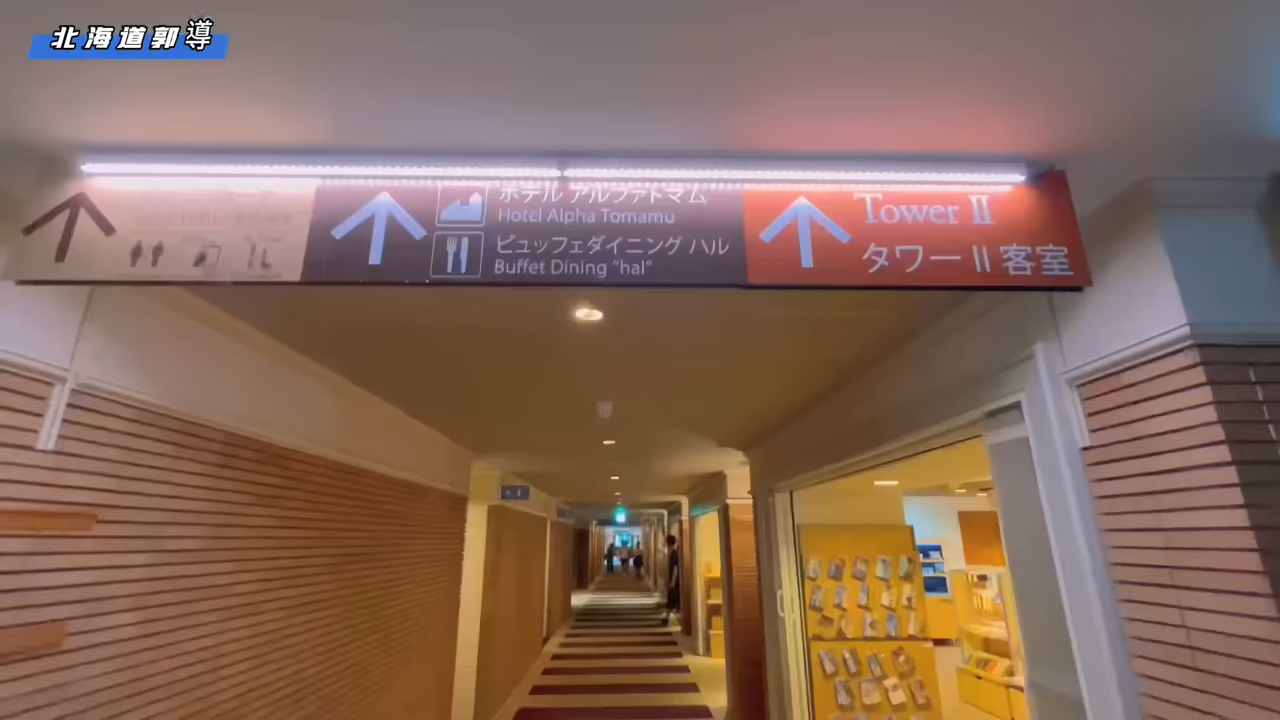 北海道郭導
ホテル アルファトマム
Hotel Alpha Tomamu
ビュッフェダイニング ハル
Buffet Dining "hal"
Tower Ⅱ
タワーⅡ 客室